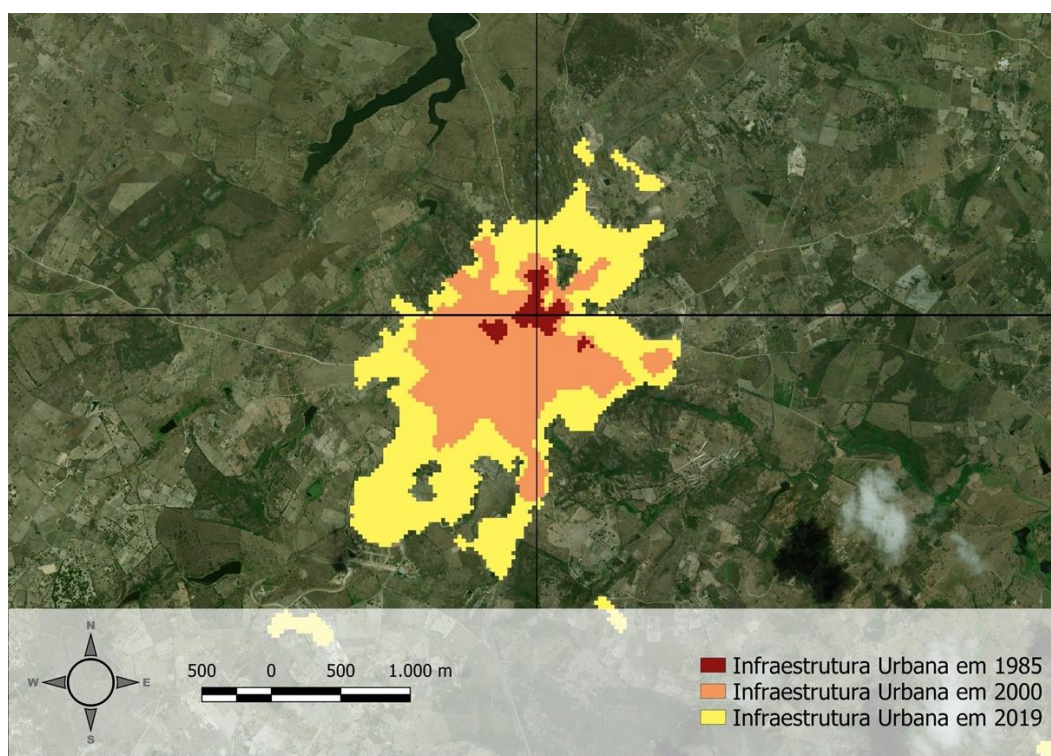 N
W E
S
500 0 500 1.000 m
Infraestrutura Urbana em 1985
Infraestrutura Urbana em 2000
Infraestrutura Urbana em 2019